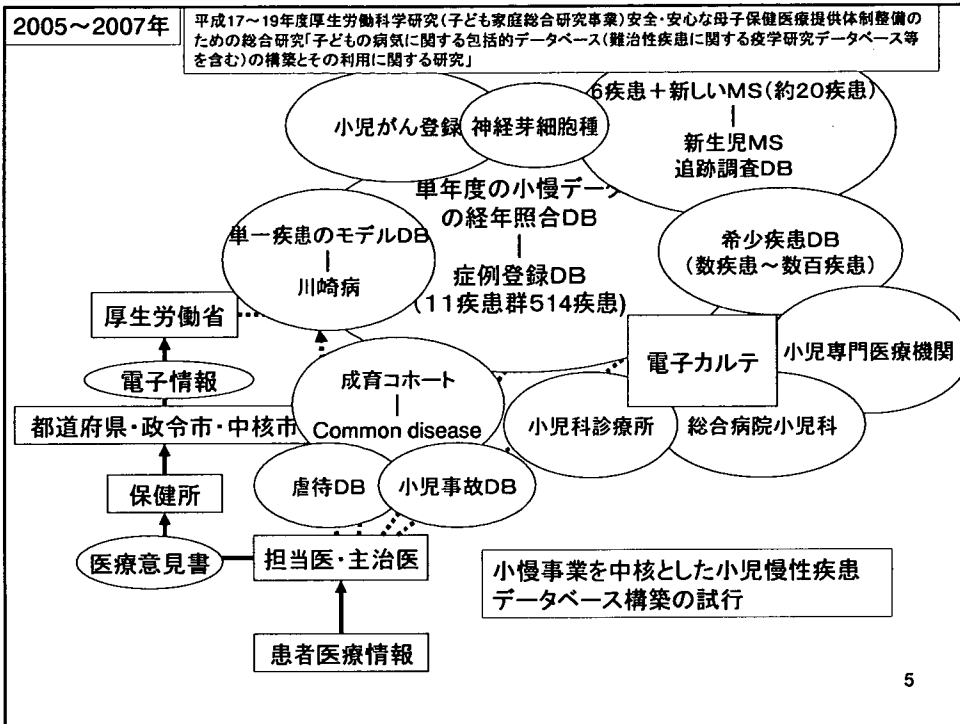 2005~2007年
平成17~19年度厚生労働科学研究(子ども家庭総合研究事業)安全・安心な母子保健医療提供体制整備の
ための総合研究「子どもの病気に関する包括的データベース(難治性疾患に関する疫学研究データベース等
を含む)の構築とその利用に関する研究」
6疾患+新しいMS(約20疾患)
新生児MS
追跡調査DB
小児がん登録
神経芽細胞種
単年度の小慢データ
の経年照合DB
症例登録DB
(11疾患群514疾患)
単一疾患のモデルDB
川崎病
希少疾患DB
(数疾患~数百疾患)
厚生労働省
電子カルテ
小児専門医療機関
電子情報
成育コホート
Common disease
都道府県・政令市・中核市
小児科診療所
総合病院小児科
保健所
虐待DB
小児事故DB
医療意見書
担当医・主治医
小慢事業を中核とした小児慢性疾患
データベース構築の試行
患者医療情報
5